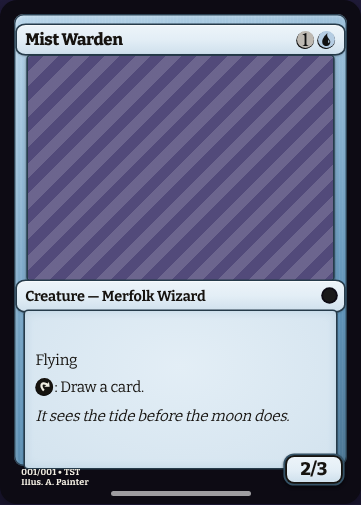 Mist Warden 1
Creature — Merfolk Wizard
Flying
: Draw a card.
It sees the tide before the moon does.
2/3
001/001 • TST
Illus. A. Painter